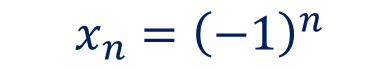 xₙ = (−1)ⁿ